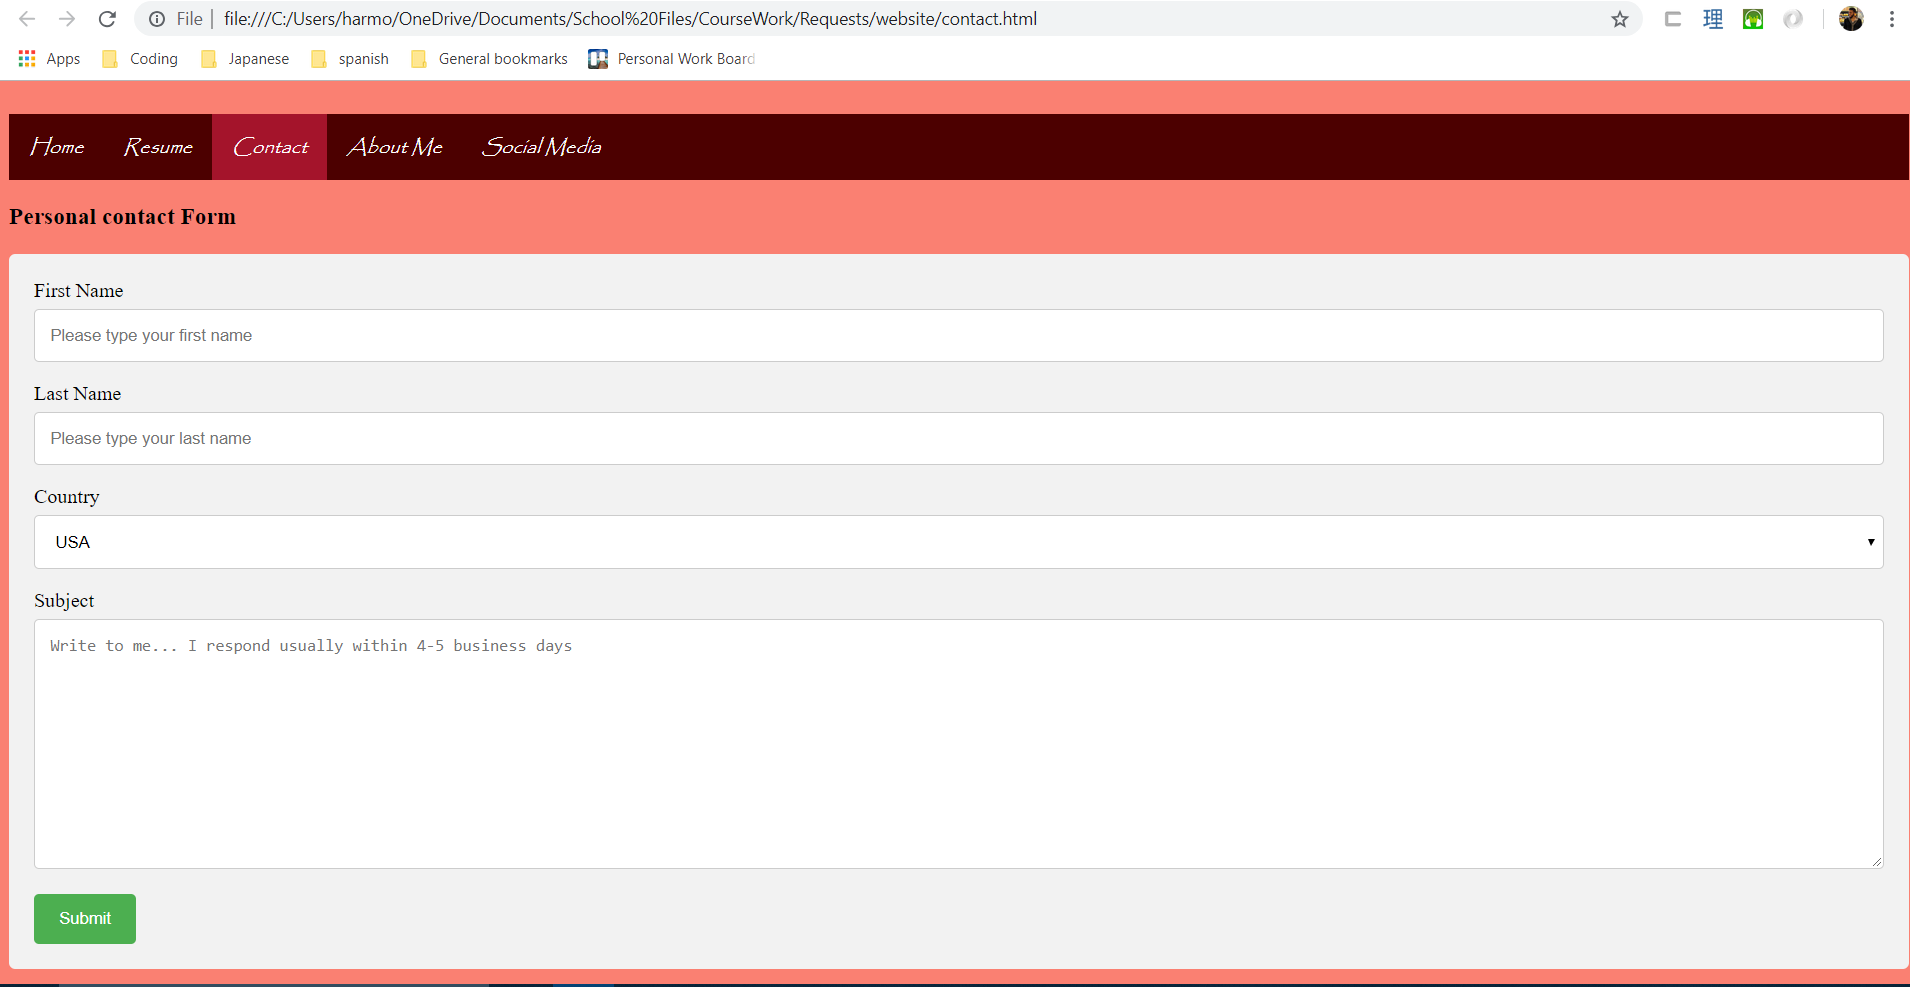 File | file:///C:/Users/harmo/OneDrive/Documents/School%20Files/CourseWork/Requests/website/contact.html
理
Apps Coding Japanese spanish General bookmarks Personal Work Board
Home Resume Contact About Me Social Media
Personal contact Form
First Name
Please type your first name
Last Name
Please type your last name
Country
USA
Subject
Write to me... I respond usually within 4-5 business days
Submit